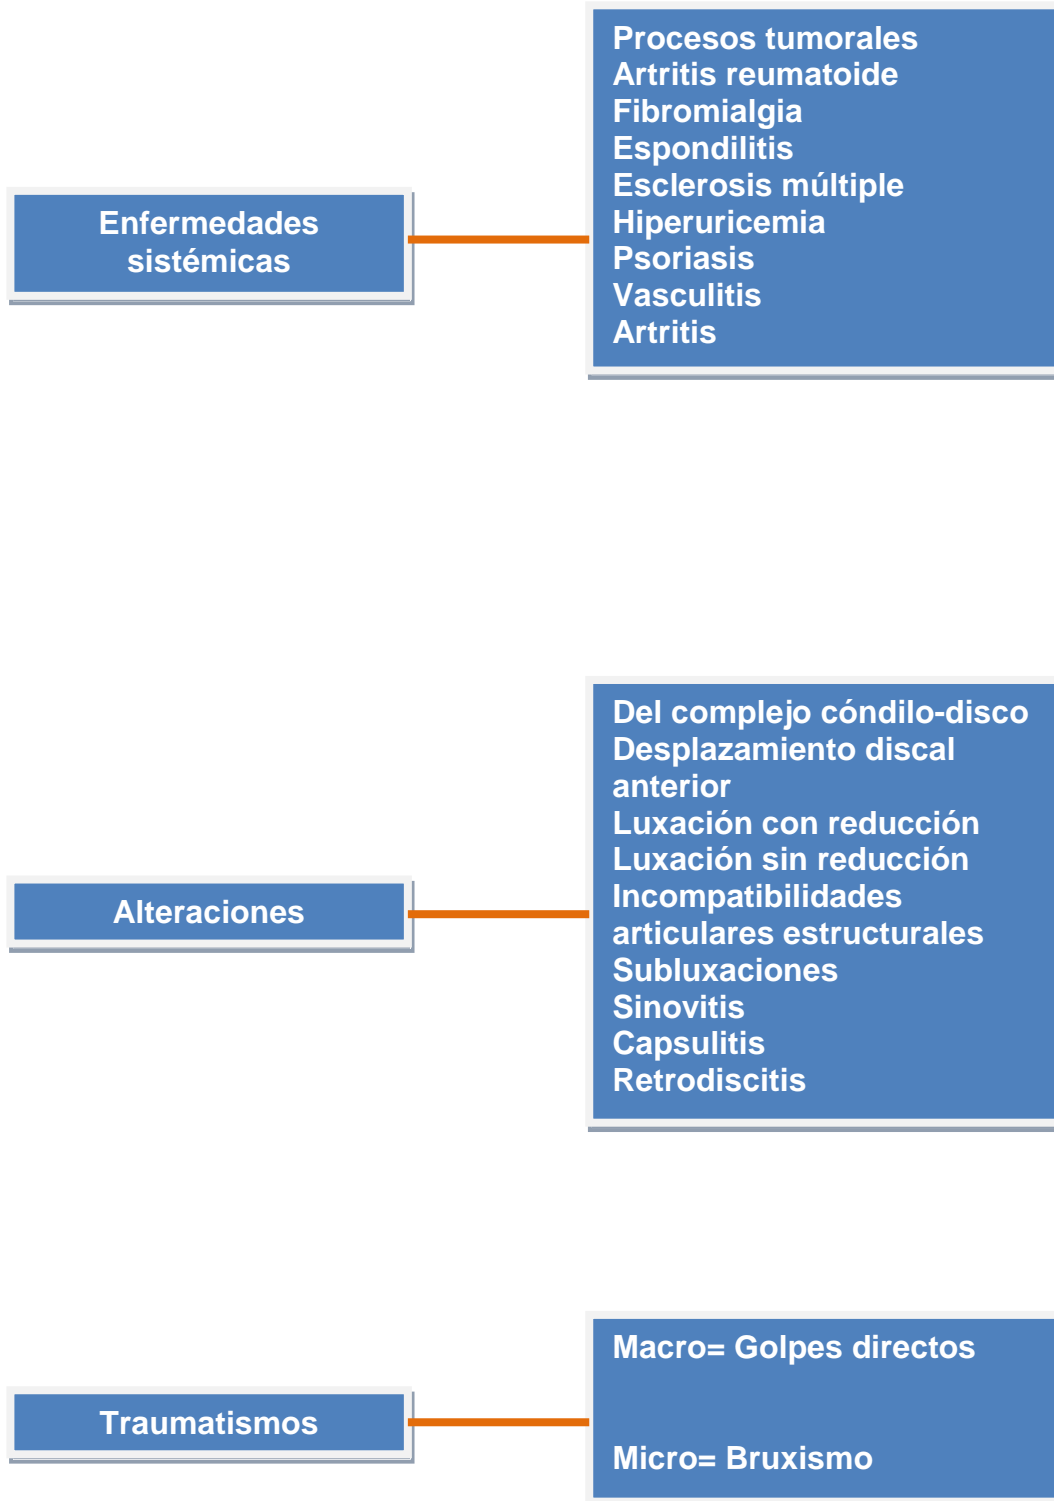 Enfermedades
sistémicas
Procesos tumorales
Artritis reumatoide
Fibromialgia
Espondilitis
Esclerosis múltiple
Hiperuricemia
Psoriasis
Vasculitis
Artritis
Alteraciones
Del complejo cóndilo-disco
Desplazamiento discal
anterior
Luxación con reducción
Luxación sin reducción
Incompatibilidades
articulares estructurales
Subluxaciones
Sinovitis
Capsulitis
Retrodiscitis
Traumatismos
Macro= Golpes directos
Micro= Bruxismo